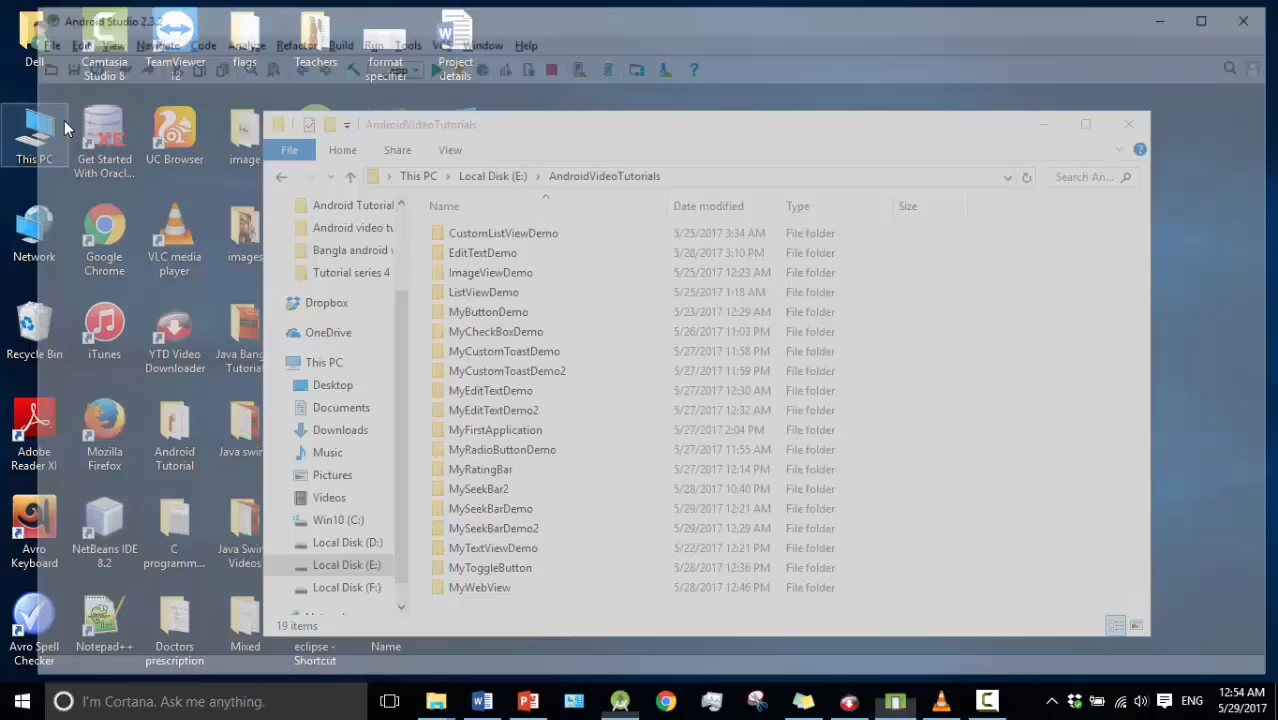 Android Studio 2.3.2
File Edit View Navigate Code Analyze Refactor Build Run Tools Window Help
Dell
Camtasia Studio 8
TeamViewer 12
flags
Teachers
format specifier
Project details
app
This PC
Get Started With Oracl...
UC Browser
image
Network
Google Chrome
VLC media player
images
Recycle Bin
iTunes
YTD Video Downloader
Java Bang
Tutorial
Adobe Reader XI
Mozilla Firefox
Android Tutorial
Java swin
Avro Keyboard
NetBeans IDE 8.2
C programm...
Java Swin
Videos
Avro Spell Checker
Notepad++
Doctors prescription
Mixed
eclipse - Shortcut
Name
AndroidVideoTutorials
File Home Share View
This PC > Local Disk (E:) > AndroidVideoTutorials
Search An...
Name Date modified Type Size
Android Tutorial
Android video tu
Bangla android v
Tutorial series 4
Dropbox
OneDrive
This PC
Desktop
Documents
Downloads
Music
Pictures
Videos
Win10 (C:)
Local Disk (D:)
Local Disk (E:)
Local Disk (F:)
CustomListViewDemo 5/25/2017 3:34 AM File folder
EditTextDemo 5/28/2017 3:10 PM File folder
ImageViewDemo 5/25/2017 12:23 AM File folder
ListViewDemo 5/25/2017 1:18 AM File folder
MyButtonDemo 5/23/2017 12:29 AM File folder
MyCheckBoxDemo 5/26/2017 11:03 PM File folder
MyCustomToastDemo 5/27/2017 11:58 PM File folder
MyCustomToastDemo2 5/27/2017 11:59 PM File folder
MyEditTextDemo 5/27/2017 12:30 AM File folder
MyEditTextDemo2 5/27/2017 12:32 AM File folder
MyFirstApplication 5/27/2017 2:04 PM File folder
MyRadioButtonDemo 5/27/2017 11:55 AM File folder
MyRatingBar 5/27/2017 12:14 PM File folder
MySeekBar2 5/28/2017 10:40 PM File folder
MySeekBarDemo 5/29/2017 12:21 AM File folder
MySeekBarDemo2 5/29/2017 12:29 AM File folder
MyTextViewDemo 5/22/2017 12:21 PM File folder
MyToggleButton 5/28/2017 12:36 PM File folder
MyWebView 5/28/2017 12:46 PM File folder
19 items
I'm Cortana. Ask me anything.
ENG
12:54 AM
5/29/2017